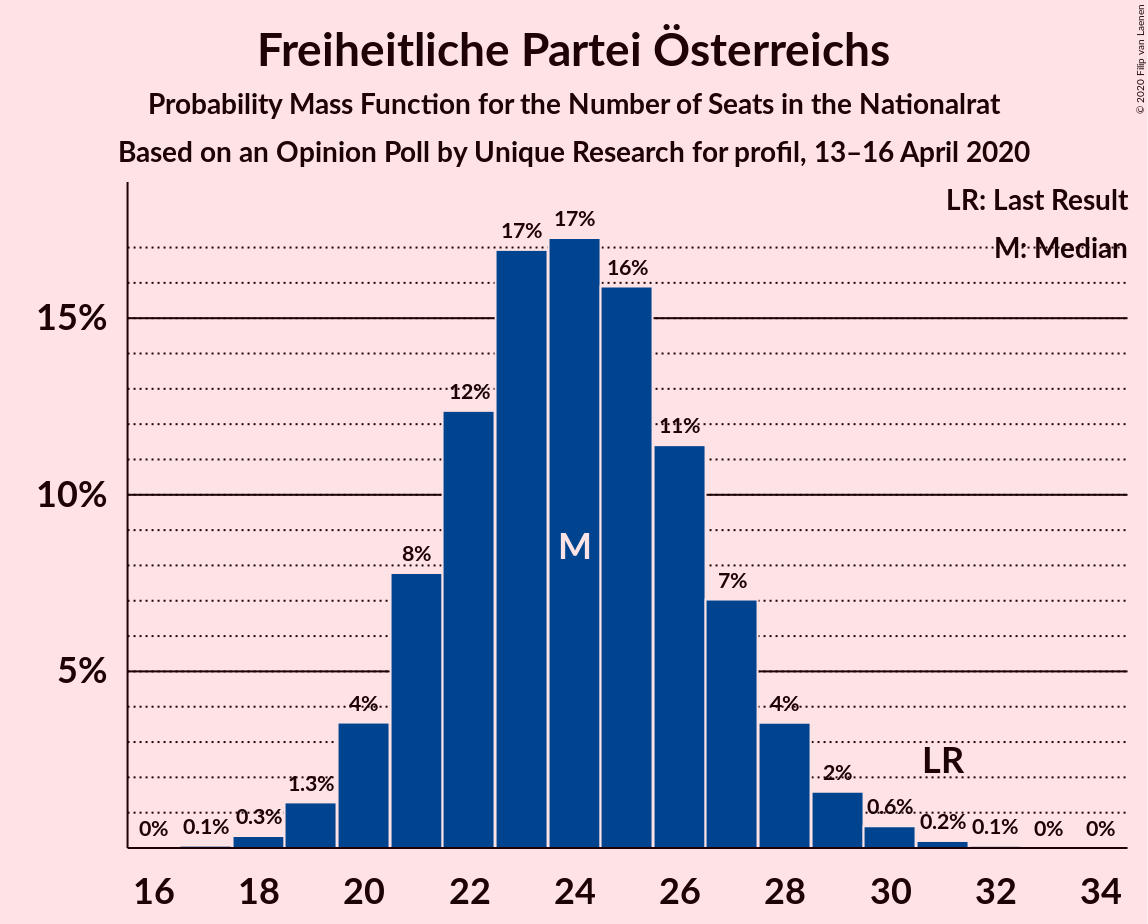 Freiheitliche Partei Österreichs
Probability Mass Function for the Number of Seats in the Nationalrat
Based on an Opinion Poll by Unique Research for profil, 13–16 April 2020
© 2020 Filip van Laenen
LR: Last Result
M: Median
15%
10%
5%
0%
0.1%
0.3%
1.3%
4%
8%
12%
17%
17%
16%
11%
7%
4%
2%
0.6%
0.2%
0.1%
0%
0%
M
LR
16 18 20 22 24 26 28 30 32 34